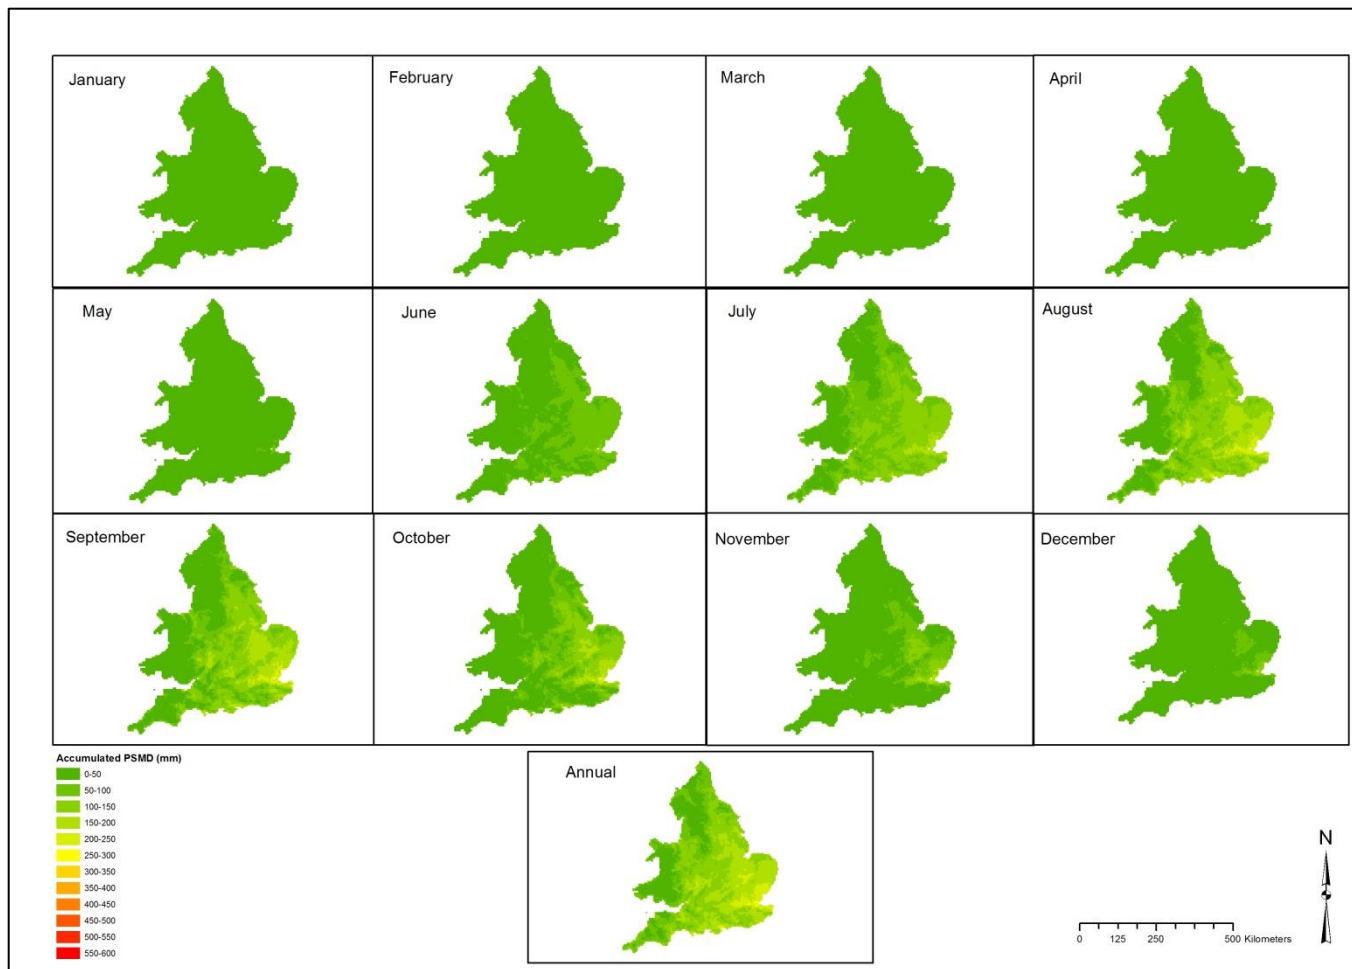 January
February
March
April
May
June
July
August
September
October
November
December
Accumulated PSMD (mm)
0-50
50-100
100-150
150-200
200-250
250-300
300-350
350-400
400-450
450-500
500-550
550-600
Annual
N
0 125 250 500 Kilometers